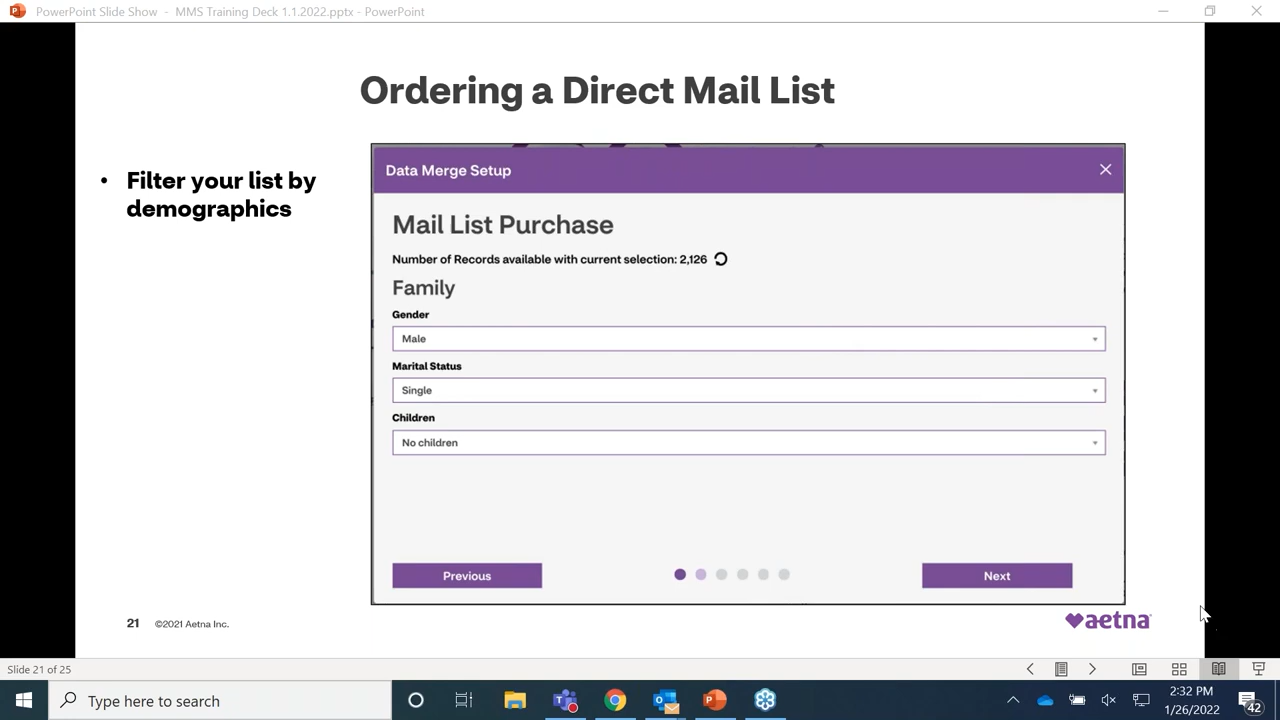 PowerPoint Slide Show - MMS Training Deck 1.1.2022.pptx - PowerPoint
Ordering a Direct Mail List
• Filter your list by
demographics
Data Merge Setup
Mail List Purchase
Number of Records available with current selection: 2,126
Family
Gender
Male
Marital Status
Single
Children
No children
Previous
Next
21 ©2021 Aetna Inc.
aetna
Slide 21 of 25
Type here to search
2:32 PM
1/26/2022
42